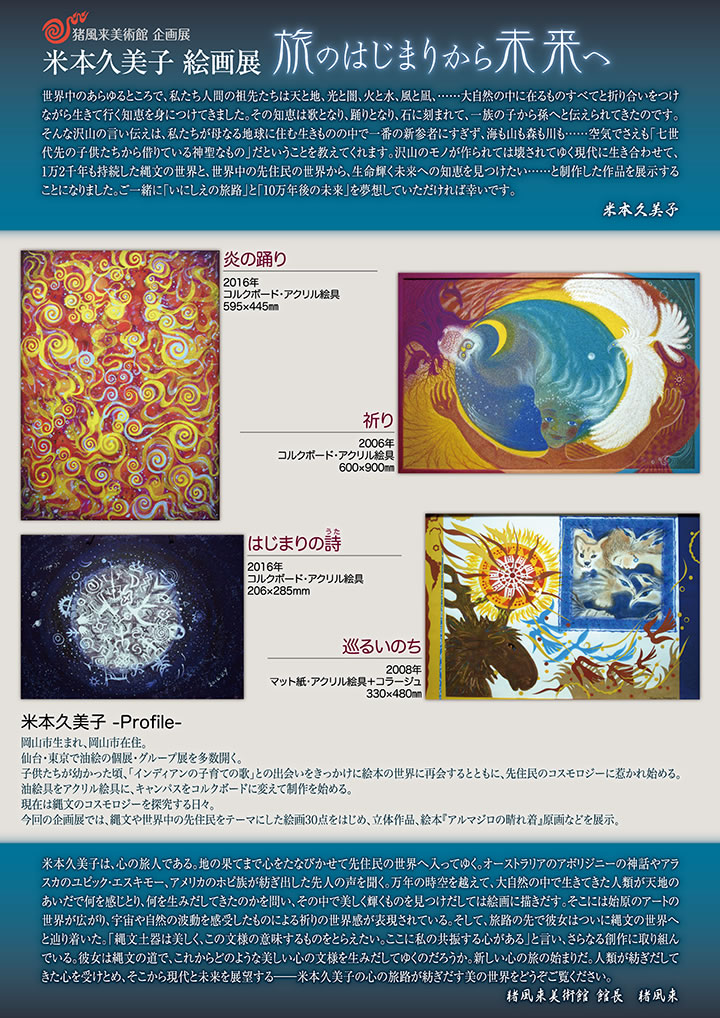 猪風来美術館 企画展
米本久美子 絵画展 旅のはじまりから未来へ
世界中のあらゆるところで、私たち人間の祖先たちは天と地、光と闇、火と水、風と凪、……大自然の中に在るものすべてと折り合いをつけ
ながら生きて行く知恵を身につけてきました。その知恵は歌となり、踊りとなり、石に刻まれて、一族の子から孫へと伝えられてきたのです。
そんな沢山の言い伝えは、私たちが母なる地球に住む生きものの中で一番の新参者にすぎず、海も山も森も川も……空気でさえも「七世
代先の子供たちから借りている神聖なもの」だということを教えてくれます。沢山のモノが作られては壊されてゆく現代に生き合わせて、
1万2千年も持続した縄文の世界と、世界中の先住民の世界から、生命輝く未来への知恵を見つけたい……と制作した作品を展示する
ことになりました。ご一緒に「いにしえの旅路」と「10万年後の未来」を夢想していただければ幸いです。
米本久美子
炎の踊り
2016年
コルクボード・アクリル絵具
595×445㎜
祈り
2006年
コルクボード・アクリル絵具
600×900㎜
はじまりの詩
うた
2016年
コルクボード・アクリル絵具
206×285mm
巡るいのち
2008年
マット紙・アクリル絵具＋コラージュ
330×480㎜
米本久美子 -Profile-
岡山市生まれ、岡山市在住。
仙台・東京で油絵の個展・グループ展を多数開く。
子供たちが幼かった頃、「インディアンの子育ての歌」との出会いをきっかけに絵本の世界に再会するとともに、先住民のコスモロジーに惹かれ始める。
油絵具をアクリル絵具に、キャンパスをコルクボードに変えて制作を始める。
現在は縄文のコスモロジーを探究する日々。
今回の企画展では、縄文や世界中の先住民をテーマにした絵画30点をはじめ、立体作品、絵本『アルマジロの晴れ着』原画などを展示。
米本久美子は、心の旅人である。地の果てまで心をたなびかせて先住民の世界へ入ってゆく。オーストラリアのアボリジニーの神話やアラ
スカのユピック・エスキモー、アメリカのホピ族が紡ぎ出した先人の声を聞く。万年の時空を越えて、大自然の中で生きてきた人類が天地の
あいだで何を感じとり、何を生みだしてきたのかを問い、その中で美しく輝くものを見つけだしては絵画に描きだす。そこには始原のアートの
世界が広がり、宇宙や自然の波動を感受したものによる祈りの世界感が表現されている。そして、旅路の先で彼女はついに縄文の世界へ
と辿り着いた。「縄文土器は美しく、この文様の意味するものをとらえたい。ここに私の共振する心がある」と言い、さらなる創作に取り組ん
でいる。彼女は縄文の道で、これからどのような美しい文様を生みだしてゆくのだろうか。新しい心の旅の始まりだ。人類が紡ぎだして
きた心を受けとめ、そこから現代と未来を展望する――米本久美子の心の旅路が紡ぎだす美の世界をどうぞご覧ください。
猪風来美術館 館長 猪風来